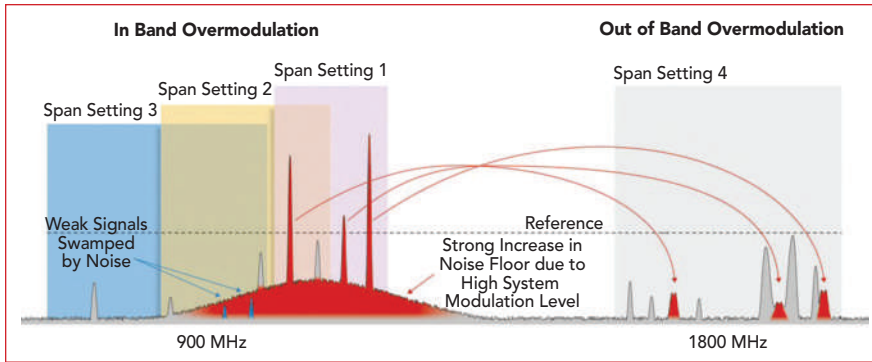 In Band Overmodulation
Out of Band Overmodulation
Span Setting 1
Span Setting 2
Span Setting 3
Span Setting 4
Weak Signals
Swamped
by Noise
Reference
Strong Increase in
Noise Floor due to
High System
Modulation Level
900 MHz
1800 MHz